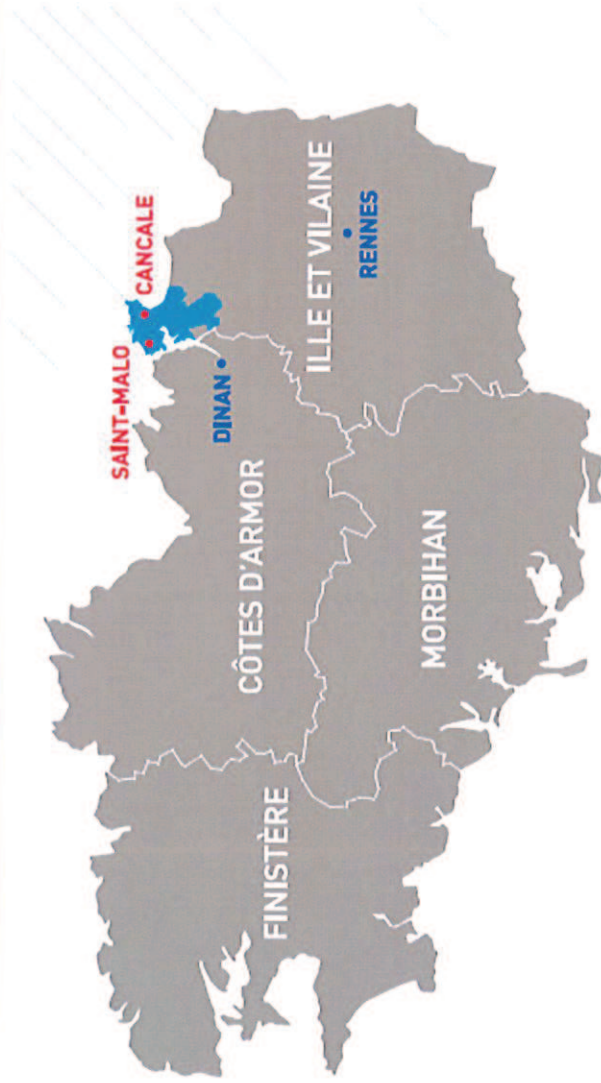 SAINT-MALO
CANCALE
DINAN
RENNES
ILLE ET VILAINE
CÔTES D'ARMOR
MORBIHAN
FINISTÈRE